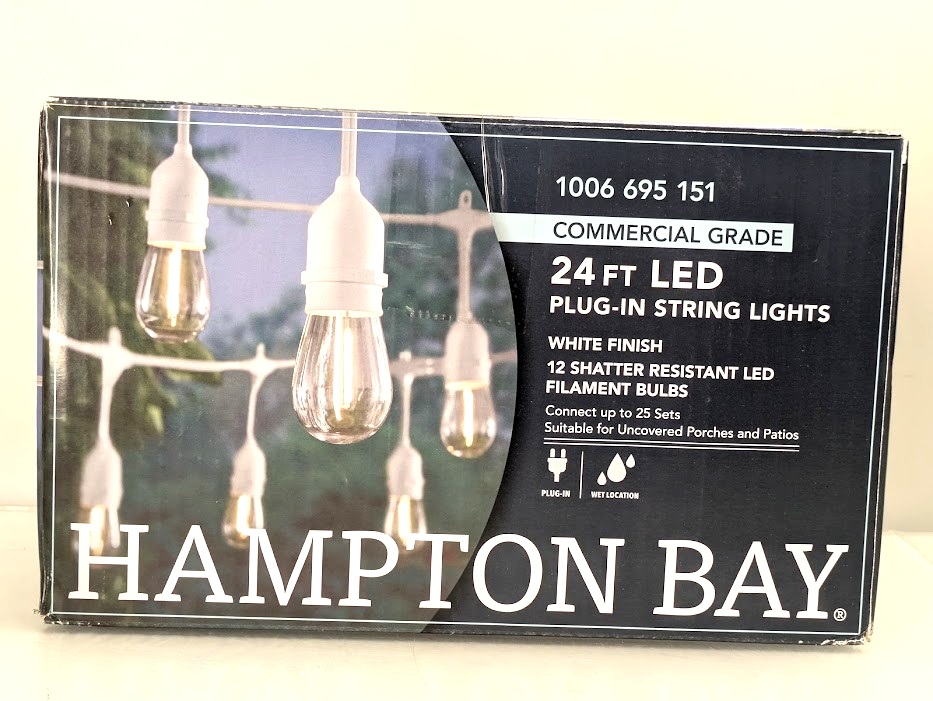 1006 695 151
COMMERCIAL GRADE
24 FT LED
PLUG-IN STRING LIGHTS
WHITE FINISH
12 SHATTER RESISTANT LED
FILAMENT BULBS
Connect up to 25 Sets
Suitable for Uncovered Porches and Patios
PLUG-IN WET LOCATION
HAMPTON BAY®